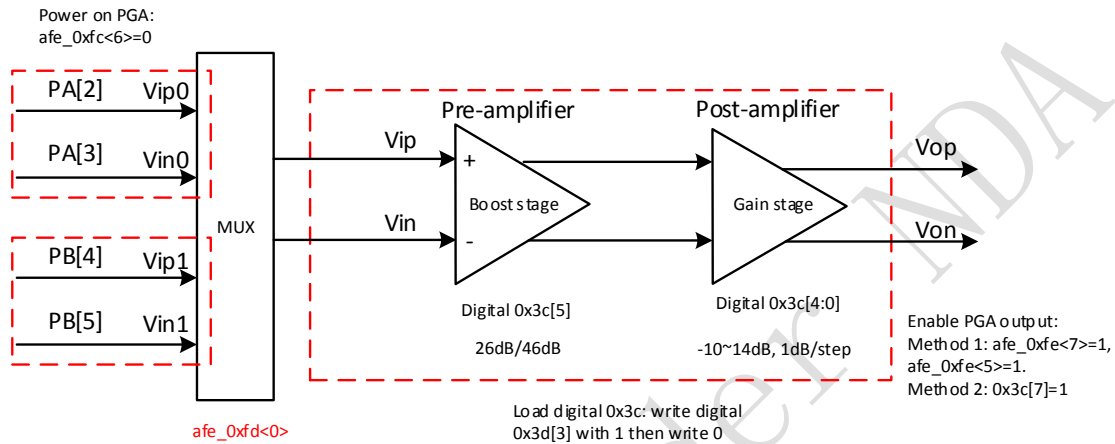 Power on PGA:
afe_0xfc<6>=0
PA[2] Vip0
PA[3] Vin0
PB[4] Vip1
PB[5] Vin1
MUX
afe_0xfd<0>
Vip
Vin
Pre-amplifier
+
Boost stage
-
Digital 0x3c[5]
26dB/46dB
Post-amplifier
Gain stage
Digital 0x3c[4:0]
-10~14dB, 1dB/step
Vop
Von
Enable PGA output:
Method 1: afe_0xfe<7>=1,
afe_0xfe<5>=1.
Method 2: 0x3c[7]=1
Load digital 0x3c: write digital
0x3d[3] with 1 then write 0
der NDA